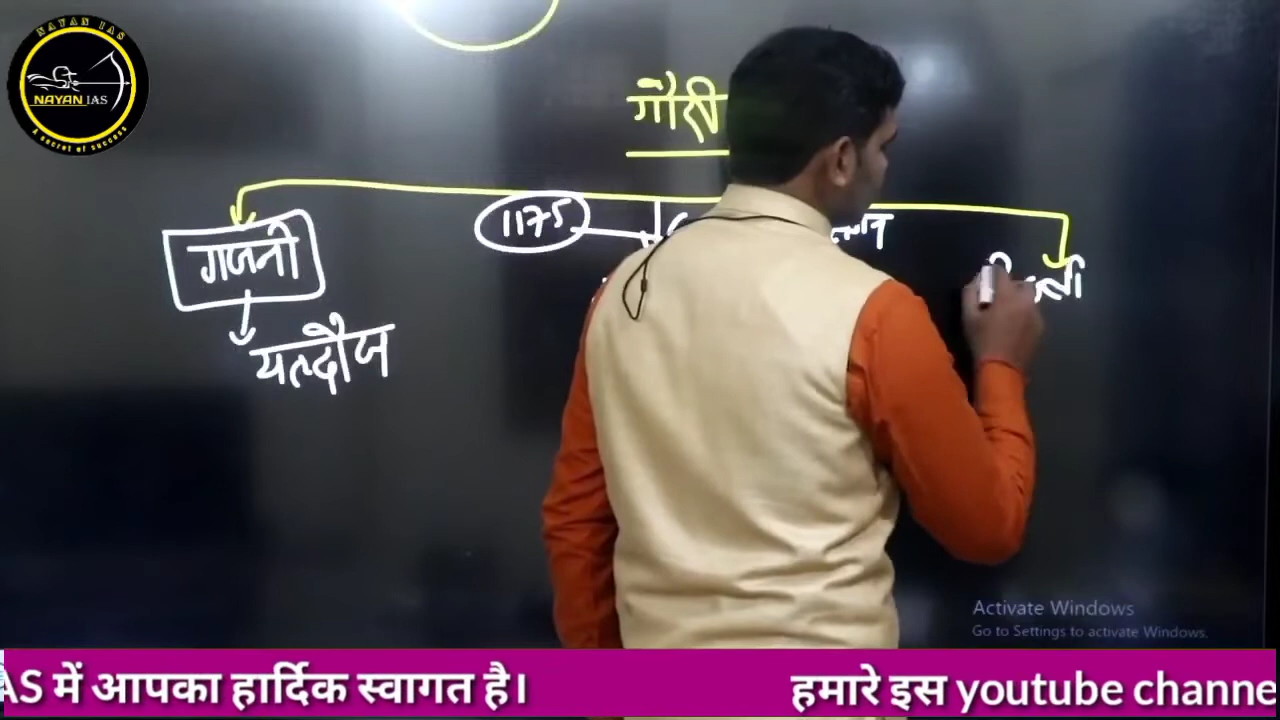 NAYAN IAS
NAYAN IAS
A secret of success
गौरी
1175
गजनी
यल्दौज
Activate Windows
Go to Settings to activate Windows.
AS में आपका हार्दिक स्वागत है।
हमारे इस youtube channe